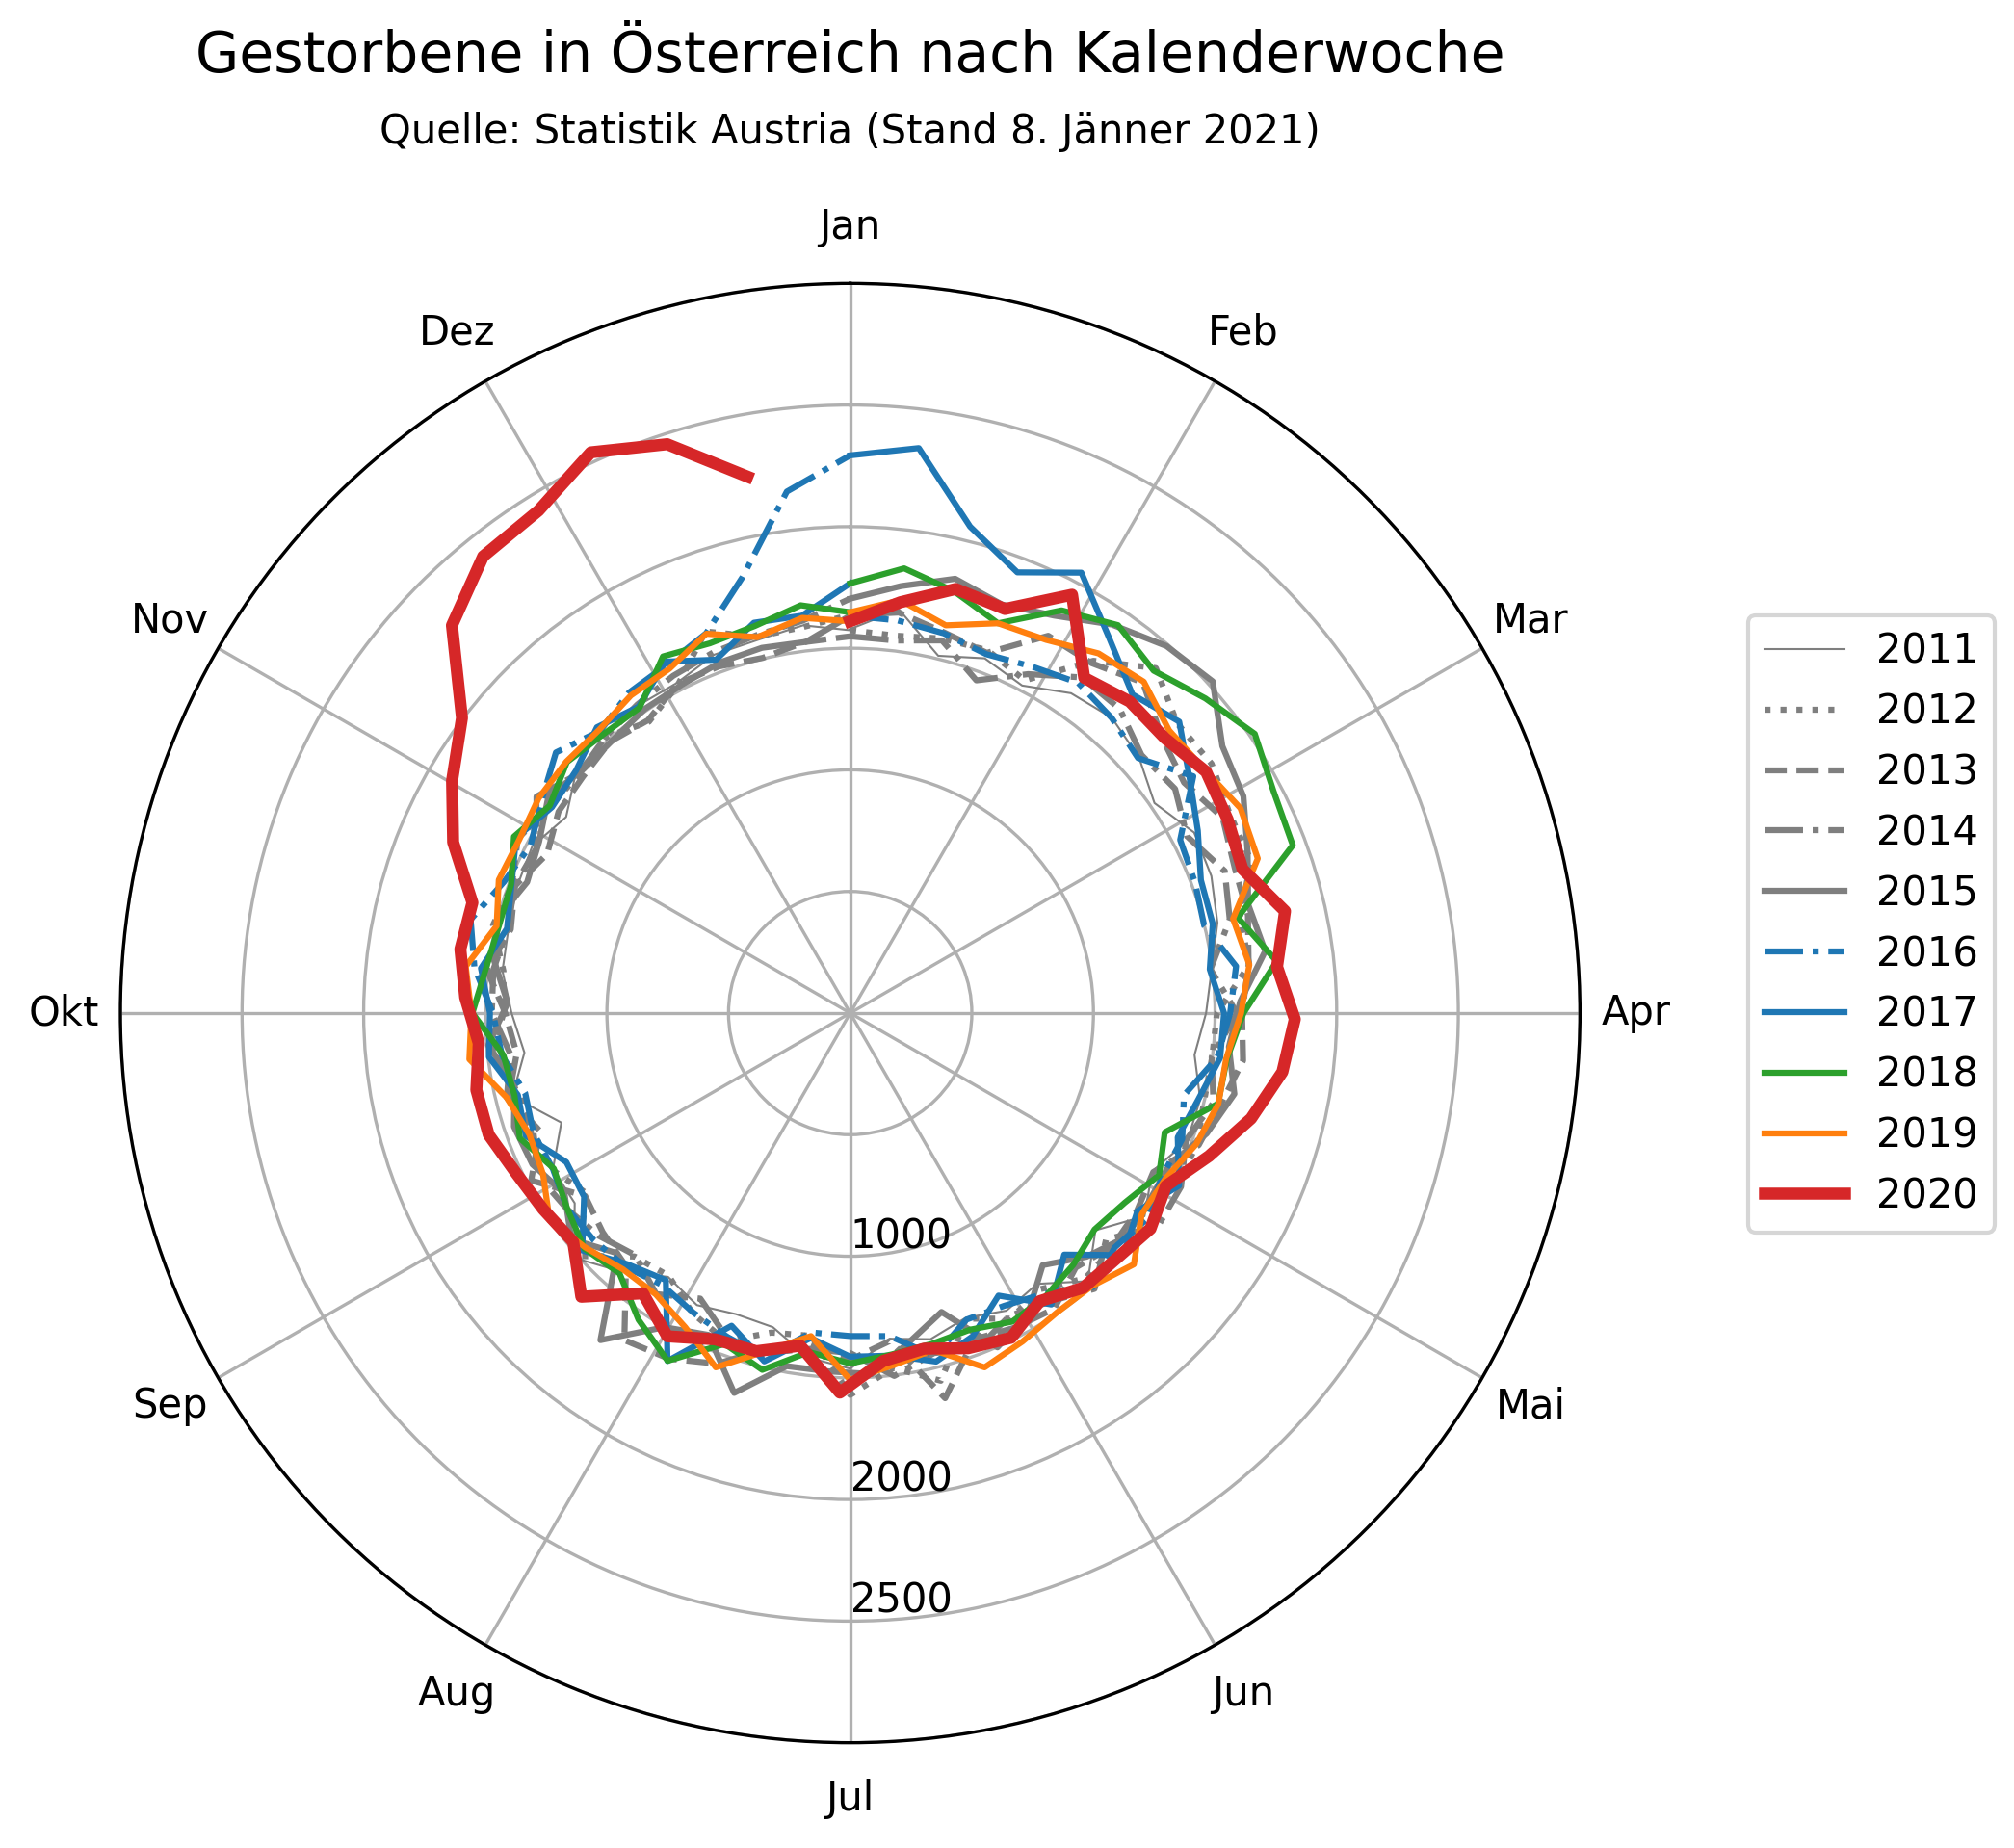 Gestorbene in Österreich nach Kalenderwoche
Quelle: Statistik Austria (Stand 8. Jänner 2021)
Jan
Feb
Mar
Apr
Mai
Jun
Jul
Aug
Sep
Okt
Nov
Dez
1000
2000
2500
2011
2012
2013
2014
2015
2016
2017
2018
2019
2020